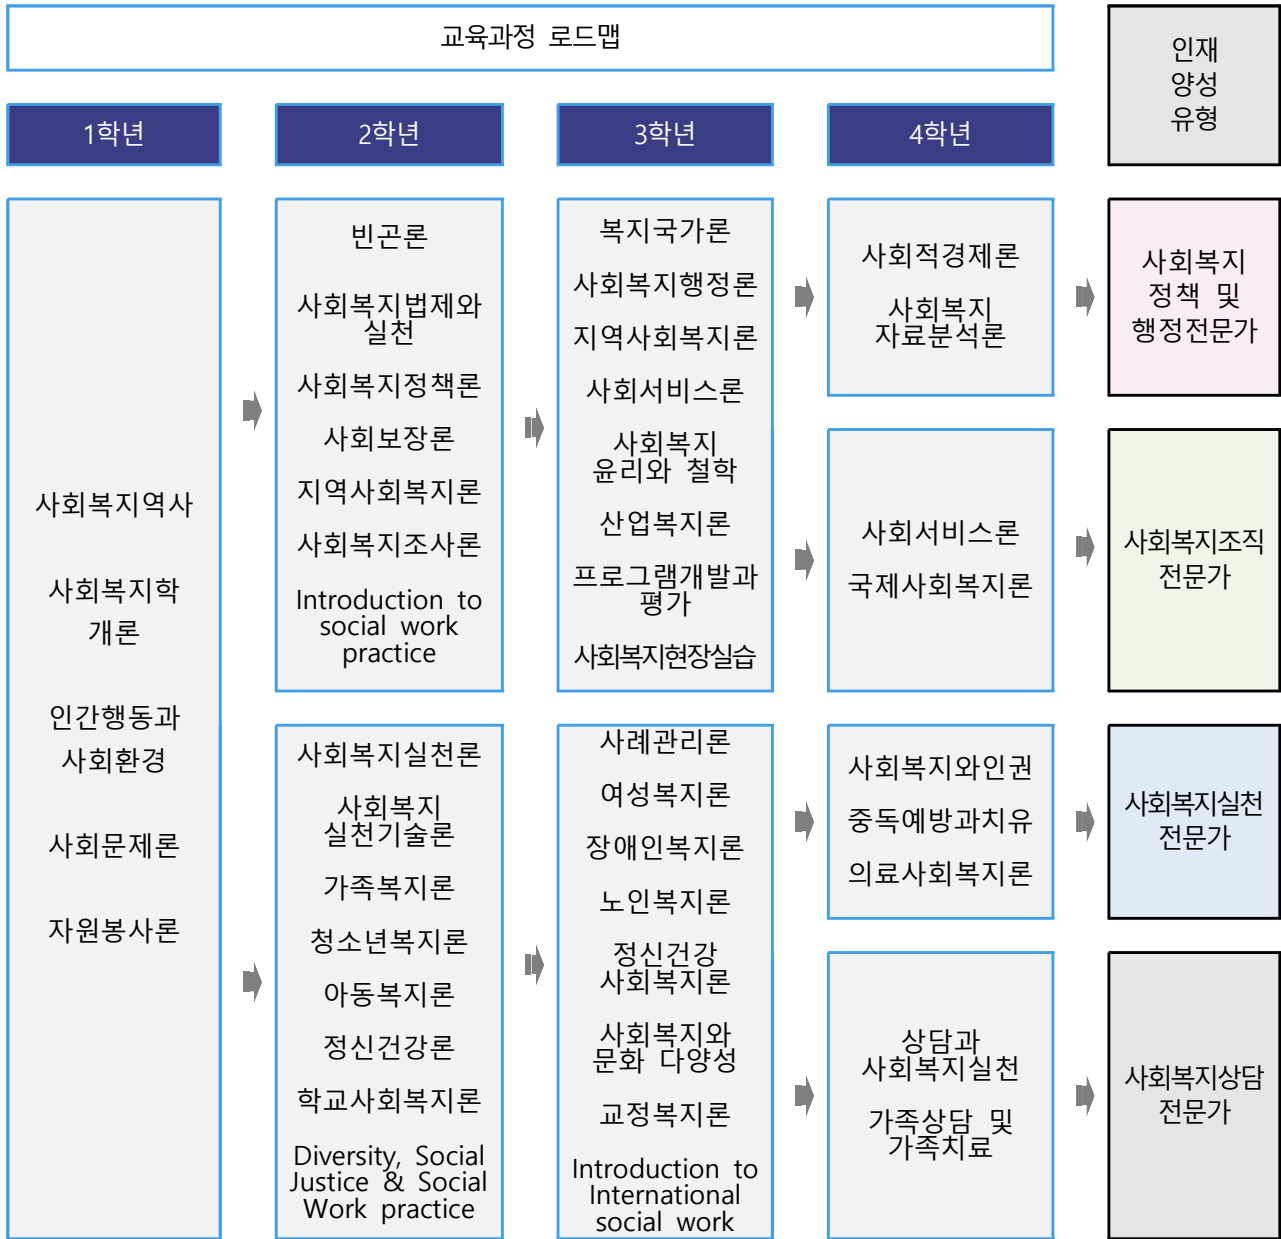 교육과정 로드맵
인재
양성
유형
1학년
2학년
3학년
4학년
사회복지역사
사회복지학
개론
인간행동과
사회환경
사회문제론
자원봉사론
빈곤론
사회복지법제와
실천
사회복지정책론
사회보장론
지역사회복지론
사회복지조사론
Introduction to
social work
practice
복지국가론
사회복지행정론
지역사회복지론
사회서비스론
사회복지
윤리와 철학
산업복지론
프로그램개발과
평가
사회복지현장실습
사회적경제론
사회복지
자료분석론
사회복지
정책 및
행정전문가
사회서비스론
국제사회복지론
사회복지조직
전문가
사회복지실천론
사회복지
실천기술론
가족복지론
청소년복지론
아동복지론
정신건강론
학교사회복지론
Diversity, Social
Justice & Social
Work practice
사례관리론
여성복지론
장애인복지론
노인복지론
정신건강
사회복지론
사회복지와
문화 다양성
교정복지론
Introduction to
International
social work
사회복지와인권
중독예방과치유
의료사회복지론
사회복지실천
전문가
상담과
사회복지실천
가족상담 및
가족치료
사회복지상담
전문가